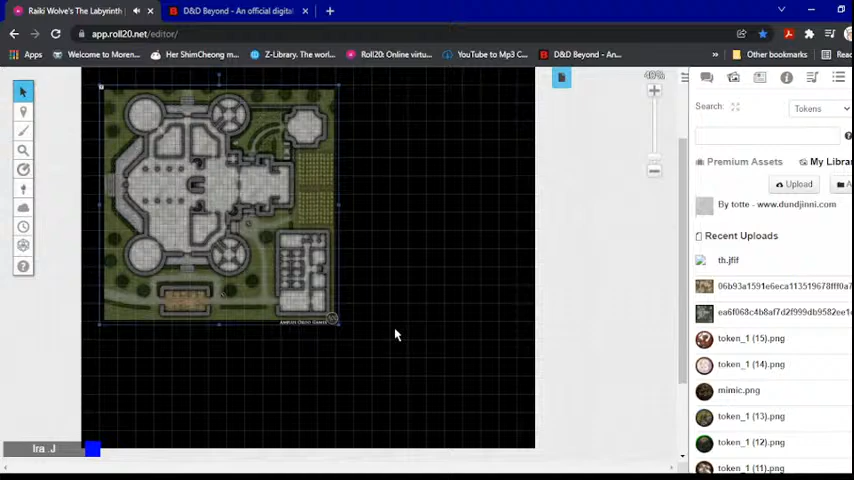 Raiki Wolve's The Labyrinth
D&D Beyond - An official digital
app.roll20.net/editor/
Apps
Welcome to Moren...
Her ShimCheong m...
Z-Library. The worl...
Roll20: Online virtu...
YouTube to Mp3 C...
D&D Beyond - An...
»
Other bookmarks
40%
Search:
Tokens
Premium Assets
My Libra
Upload
By totte - www.dundjinni.com
Recent Uploads
th.jfif
06b93a1591e6eca113519678fff0a7
ea6f068c4b8af7d2f999db9582ee1
token_1 (15).png
token_1 (14).png
mimic.png
token_1 (13).png
token_1 (12).png
token_1 (11).png
Ira .J